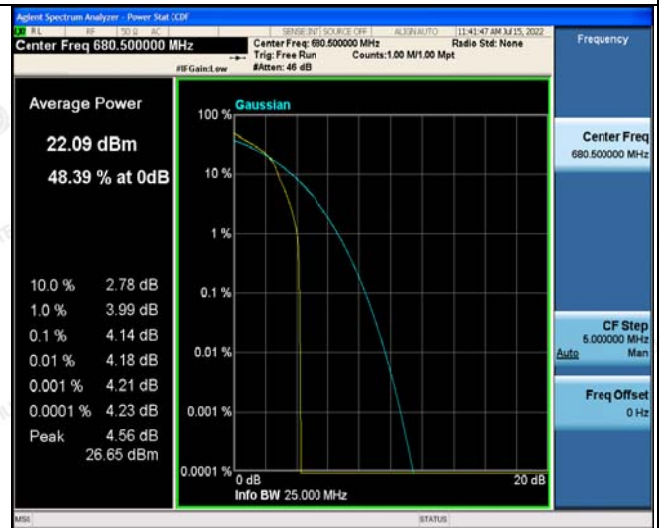 Agilent Spectrum Analyzer - Power Stat CCDF
RL RF 50 Ω AC SENSE:INT SOURCE OFF ALIGN AUTO 11:41:47 AM Jul 15, 2022
Center Freq 680.500000 MHz
Center Freq: 680.500000 MHz Radio Std: None
Trig: Free Run Counts:1.00 M/1.00 Mpt
#IFGain:Low #Atten: 46 dB
Frequency
Average Power
22.09 dBm
48.39 % at 0dB
10.0 % 2.78 dB
1.0 % 3.99 dB
0.1 % 4.14 dB
0.01 % 4.18 dB
0.001 % 4.21 dB
0.0001 % 4.23 dB
Peak 4.56 dB
26.65 dBm
Gaussian
100 %
10 %
1 %
0.1 %
0.01 %
0.001 %
0.0001 %
0 dB 20 dB
Info BW 25.000 MHz
Center Freq
680.500000 MHz
CF Step
5.000000 MHz
Auto Man
Freq Offset
0 Hz
MSG STATUS